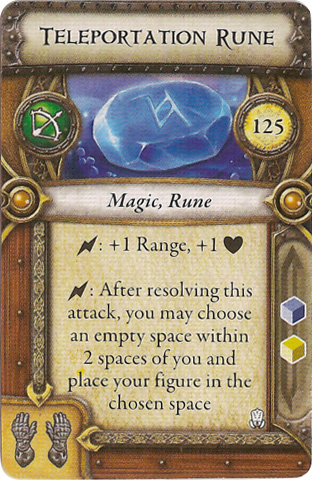 TELEPORTATION RUNE
125
Magic, Rune
: +1 Range, +1
: After resolving this
attack, you may choose
an empty space within
2 spaces of you and
place your figure in the
chosen space